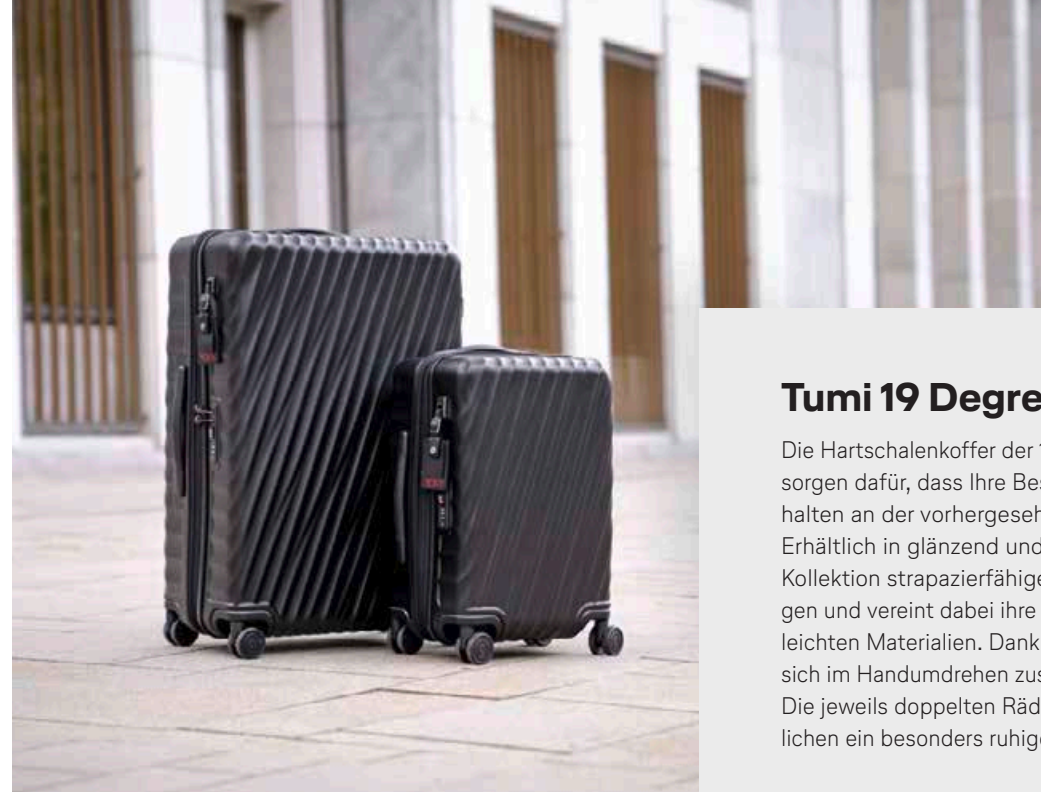 Tumi 19 Degre
Die Hartschalenkoffer der
sorgen dafür, dass Ihre Bes
halten an der vorhergeseh
Erhältlich in glänzend und
Kollektion strapazierfähige
gen und vereint dabei ihre
leichten Materialien. Dank
sich im Handumdrehen zus
Die jeweils doppelten Räd
lichen ein besonders ruhig